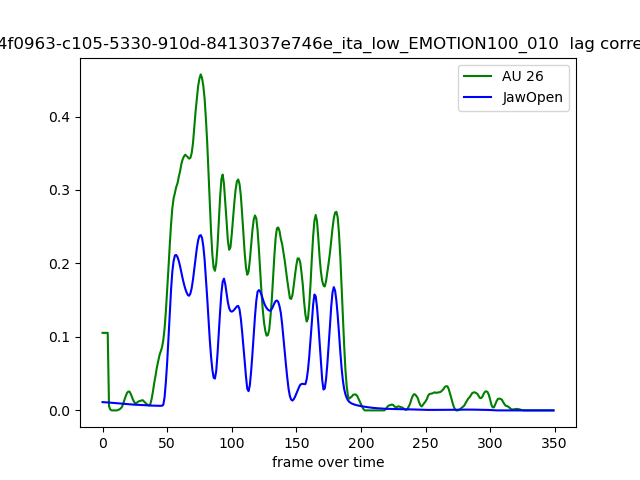 4f0963-c105-5330-910d-8413037e746e_ita_low_EMOTION100_010 lag corre
AU 26
JawOpen
0.4
0.3
0.2
0.1
0.0
0 50 100 150 200 250 300 350
frame over time